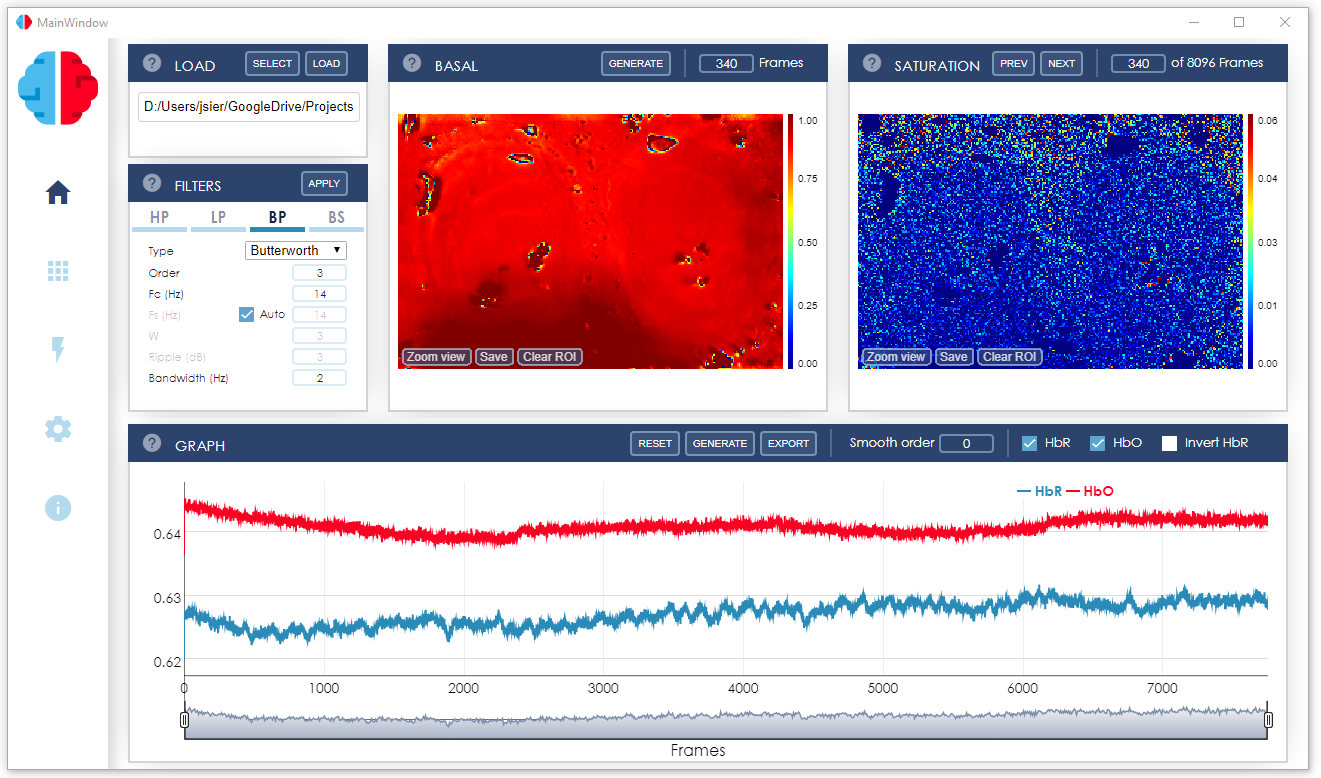 MainWindow
? LOAD SELECT LOAD
D:/Users/jsier/GoogleDrive/Projects
? FILTERS APPLY
HP LP BP BS
Type Butterworth
Order 3
Fc (Hz) 14
Fs (Hz) Auto 14
W 3
Ripple (dB) 3
Bandwidth (Hz) 2
? BASAL GENERATE 340 Frames
1.00
0.75
0.50
0.25
0.00
Zoom view Save Clear ROI
? SATURATION PREV NEXT 340 of 8096 Frames
0.06
0.04
0.03
0.01
0.00
Zoom view Save Clear ROI
? GRAPH RESET GENERATE EXPORT Smooth order 0 HbR HbO Invert HbR
HbR HbO
0.64
0.63
0.62
0 1000 2000 3000 4000 5000 6000 7000
Frames